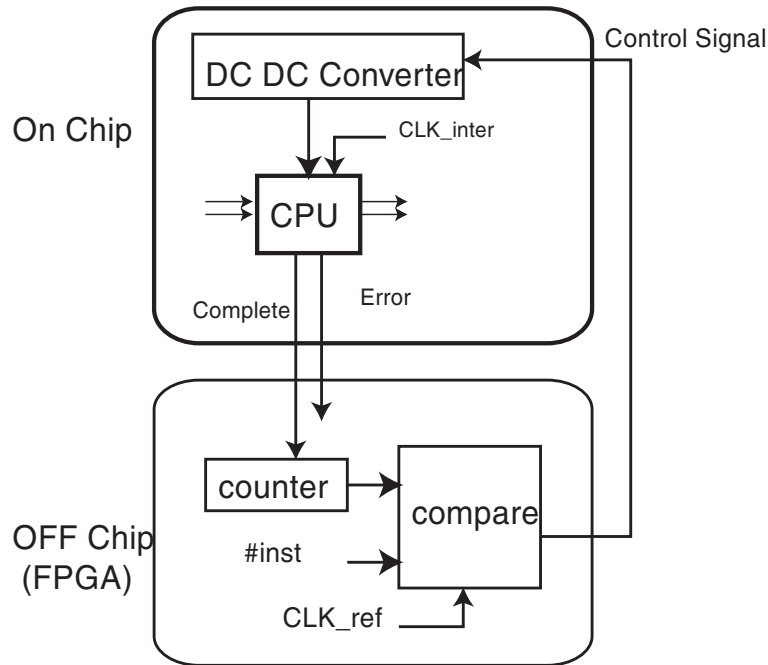 Control Signal
DC DC Converter
On Chip
CLK_inter
CPU
Complete
Error
counter
compare
OFF Chip
(FPGA)
#inst
CLK_ref